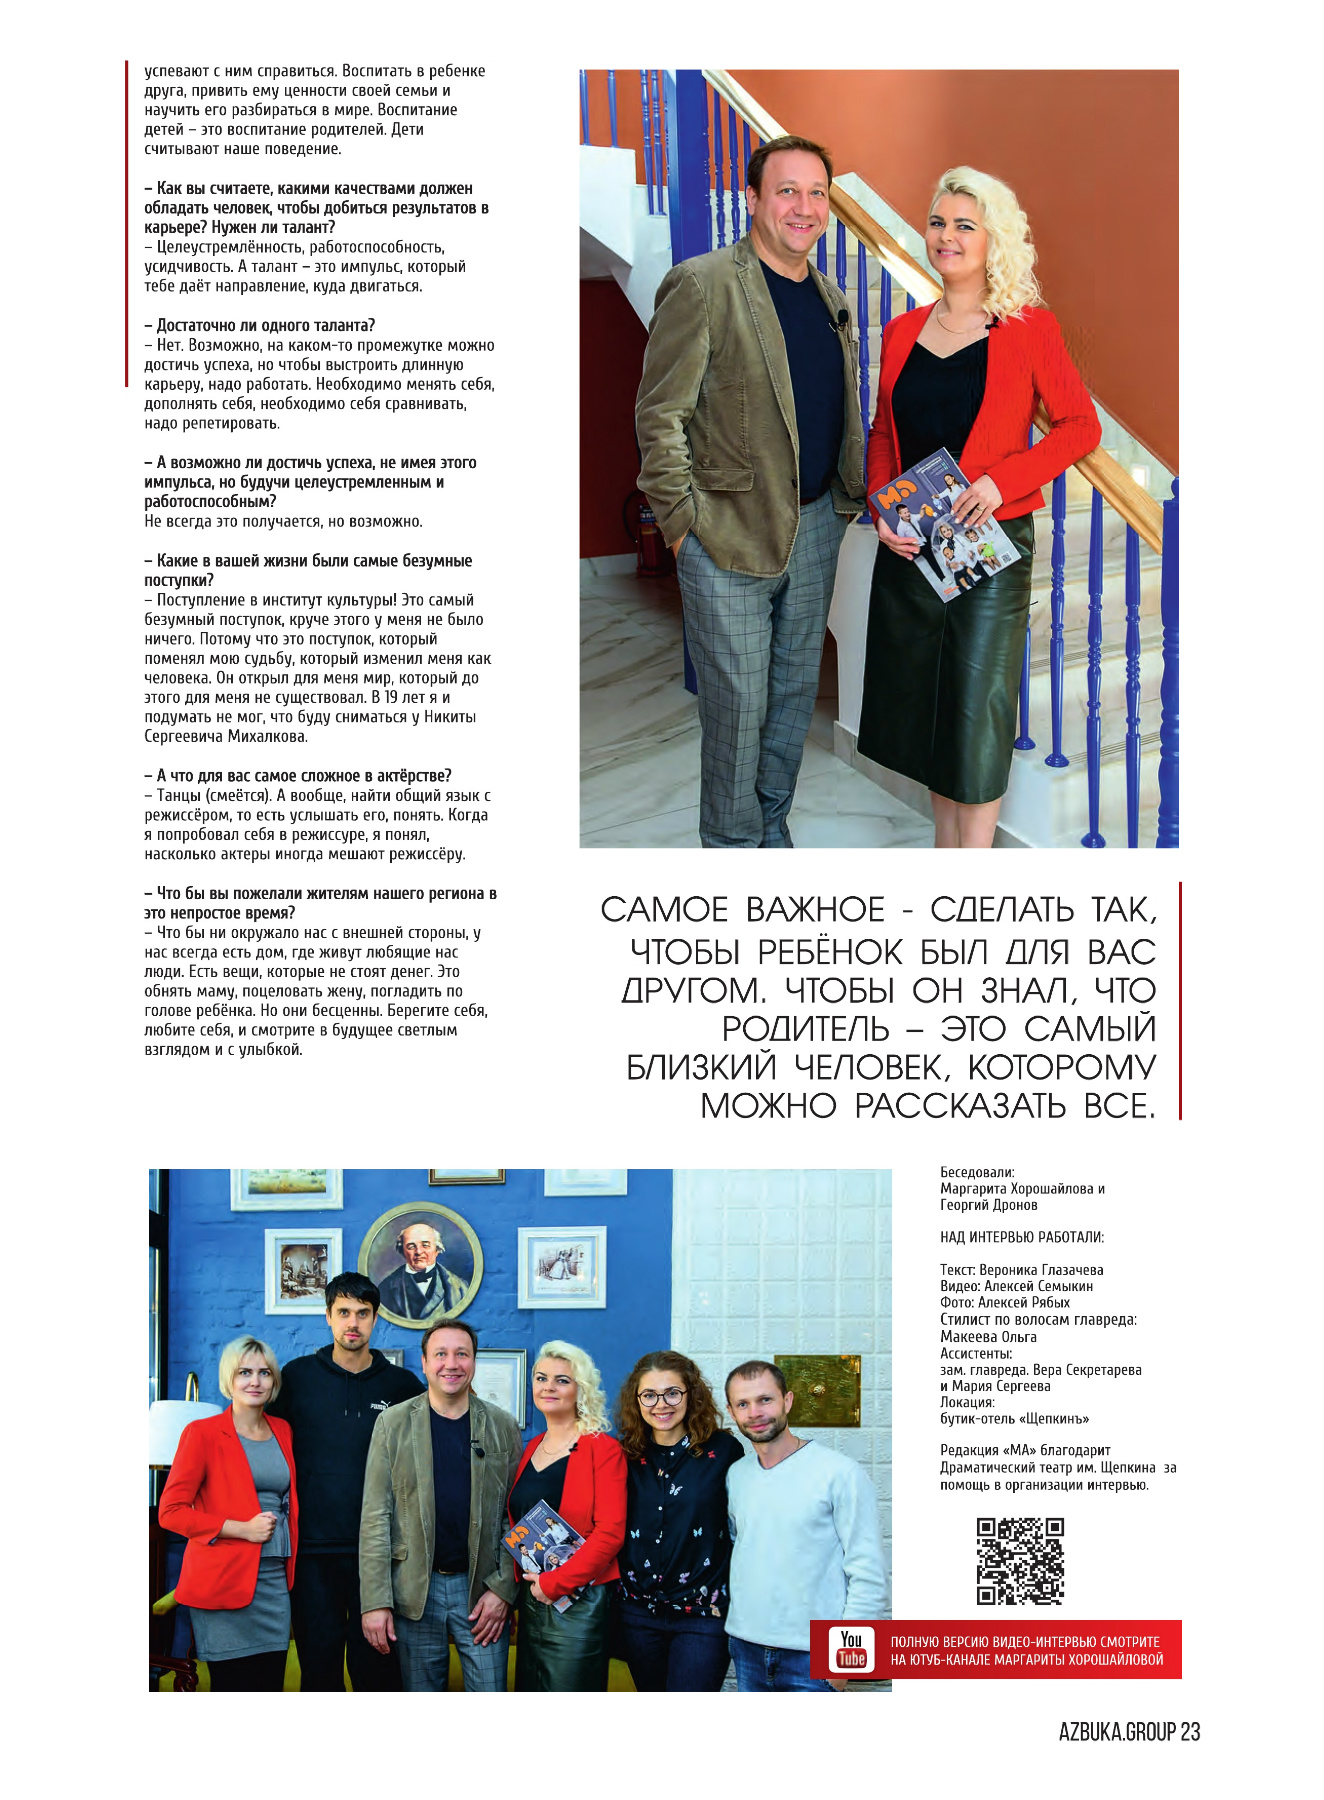 успевают с ним справиться. Воспитать в ребенке
друга, привить ему ценности своей семьи и
научить его разбираться в мире. Воспитание
детей – это воспитание родителей. Дети
считывают наше поведение.
– Как вы считаете, какими качествами должен
обладать человек, чтобы добиться результатов в
карьере? Нужен ли талант?
– Целеустремлённость, работоспособность,
усидчивость. А талант – это импульс, который
тебе даёт направление, куда двигаться.
– Достаточно ли одного таланта?
– Нет. Возможно, на каком-то промежутке можно
достичь успеха, но чтобы выстроить длинную
карьеру, надо работать. Необходимо менять себя,
дополнять себя, необходимо себя сравнивать,
надо репетировать.
– А возможно ли достичь успеха, не имея этого
импульса, но будучи целеустремленным и
работоспособным?
Не всегда это получается, но возможно.
– Какие в вашей жизни были самые безумные
поступки?
– Поступление в институт культуры! Это самый
безумный поступок, круче этого у меня не было
ничего. Потому что это поступок, который
поменял мою судьбу, который изменил меня как
человека. Он открыл для меня мир, который до
этого для меня не существовал. В 19 лет я и
подумать не мог, что буду сниматься у Никиты
Сергеевича Михалкова.
– А что для вас самое сложное в актёрстве?
– Танцы (смеётся). А вообще, найти общий язык с
режиссёром, то есть услышать его, понять. Когда
я попробовал себя в режиссуре, я понял,
насколько актеры иногда мешают режиссёру.
– Что бы вы пожелали жителям нашего региона в
это непростое время?
– Что бы ни окружало нас с внешней стороны, у
нас всегда есть дом, где живут любящие нас
люди. Есть вещи, которые не стоят денег. Это
обнять маму, поцеловать жену, погладить по
голове ребёнка. Но они бесценны. Берегите себя,
любите себя, и смотрите в будущее светлым
взглядом и с улыбкой.
МА
САМОЕ ВАЖНОЕ - СДЕЛАТЬ ТАК,
ЧТОБЫ РЕБЁНОК БЫЛ ДЛЯ ВАС
ДРУГОМ. ЧТОБЫ ОН ЗНАЛ, ЧТО
РОДИТЕЛЬ – ЭТО САМЫЙ
БЛИЗКИЙ ЧЕЛОВЕК, КОТОРОМУ
МОЖНО РАССКАЗАТЬ ВСЕ.
PUMA
МА
Беседовали:
Маргарита Хорошайлова и
Георгий Дронов
НАД ИНТЕРВЬЮ РАБОТАЛИ:
Текст: Вероника Глазачева
Видео: Алексей Семыкин
Фото: Алексей Рябых
Стилист по волосам главреда:
Макеева Ольга
Ассистенты:
зам. главреда. Вера Секретарева
и Мария Сергеева
Локация:
бутик-отель «Щепкинъ»
Редакция «МА» благодарит
Драматический театр им. Щепкина за
помощь в организации интервью.
You
Tube
ПОЛНУЮ ВЕРСИЮ ВИДЕО-ИНТЕРВЬЮ СМОТРИТЕ
НА ЮТУБ-КАНАЛЕ МАРГАРИТЫ ХОРОШАЙЛОВОЙ
AZBUKA.GROUP 23